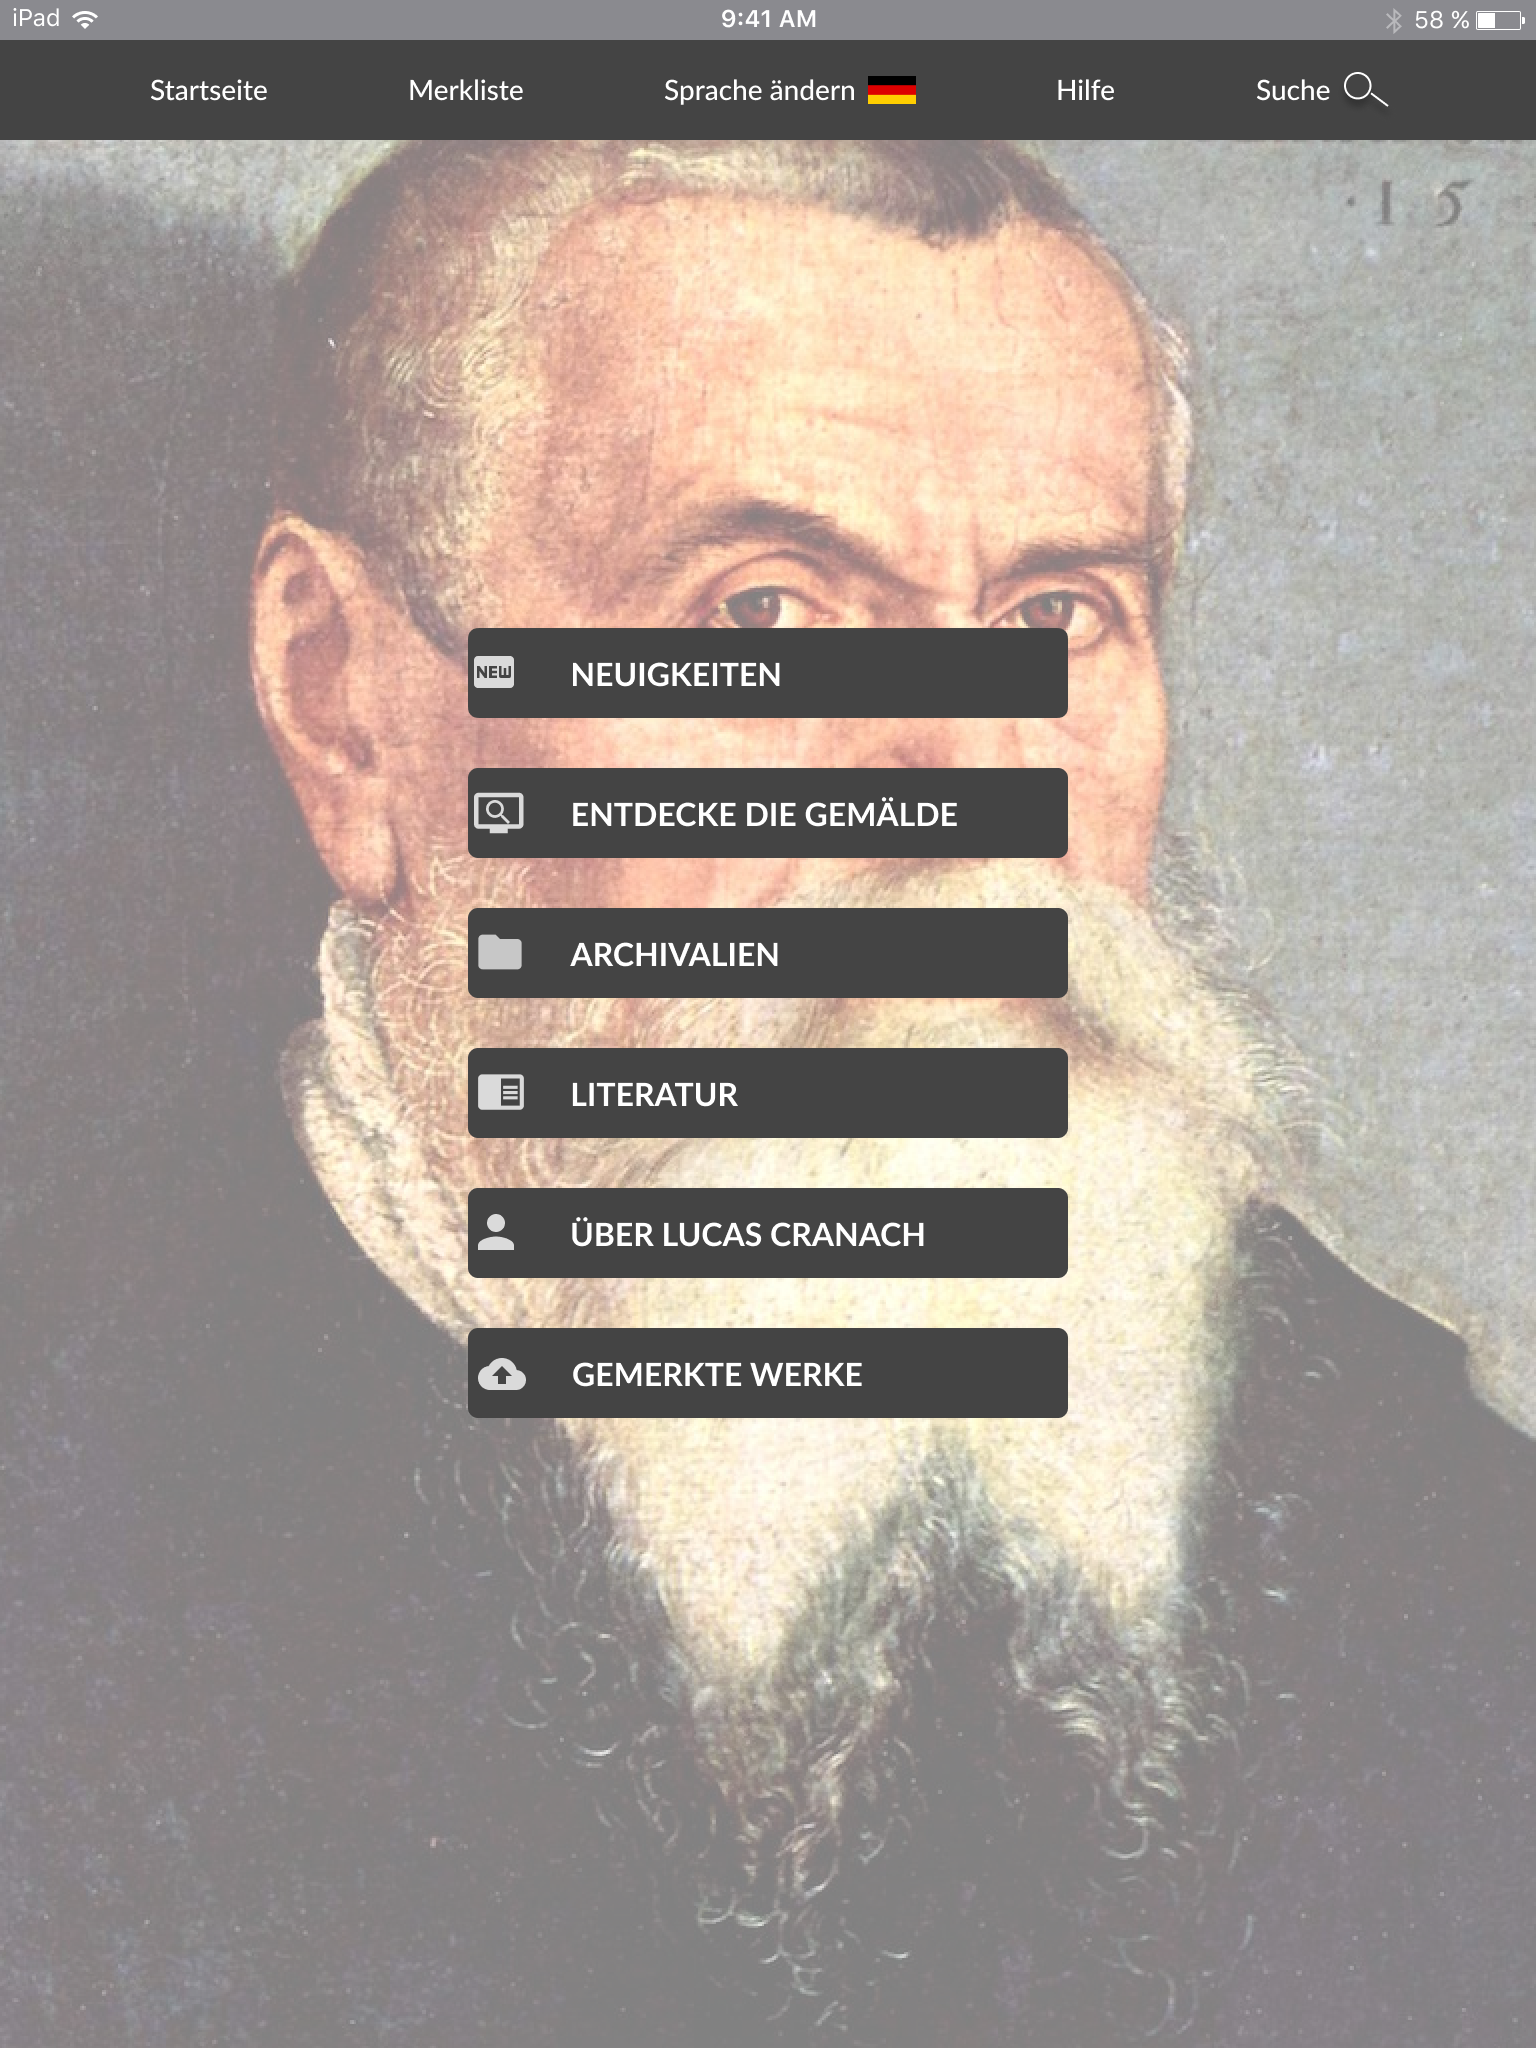 iPad 9:41 AM 58 %
Startseite Merkliste Sprache ändern Hilfe Suche
·1 5
NEW NEUIGKEITEN
ENTDECKE DIE GEMÄLDE
ARCHIVALIEN
LITERATUR
ÜBER LUCAS CRANACH
GEMERKTE WERKE